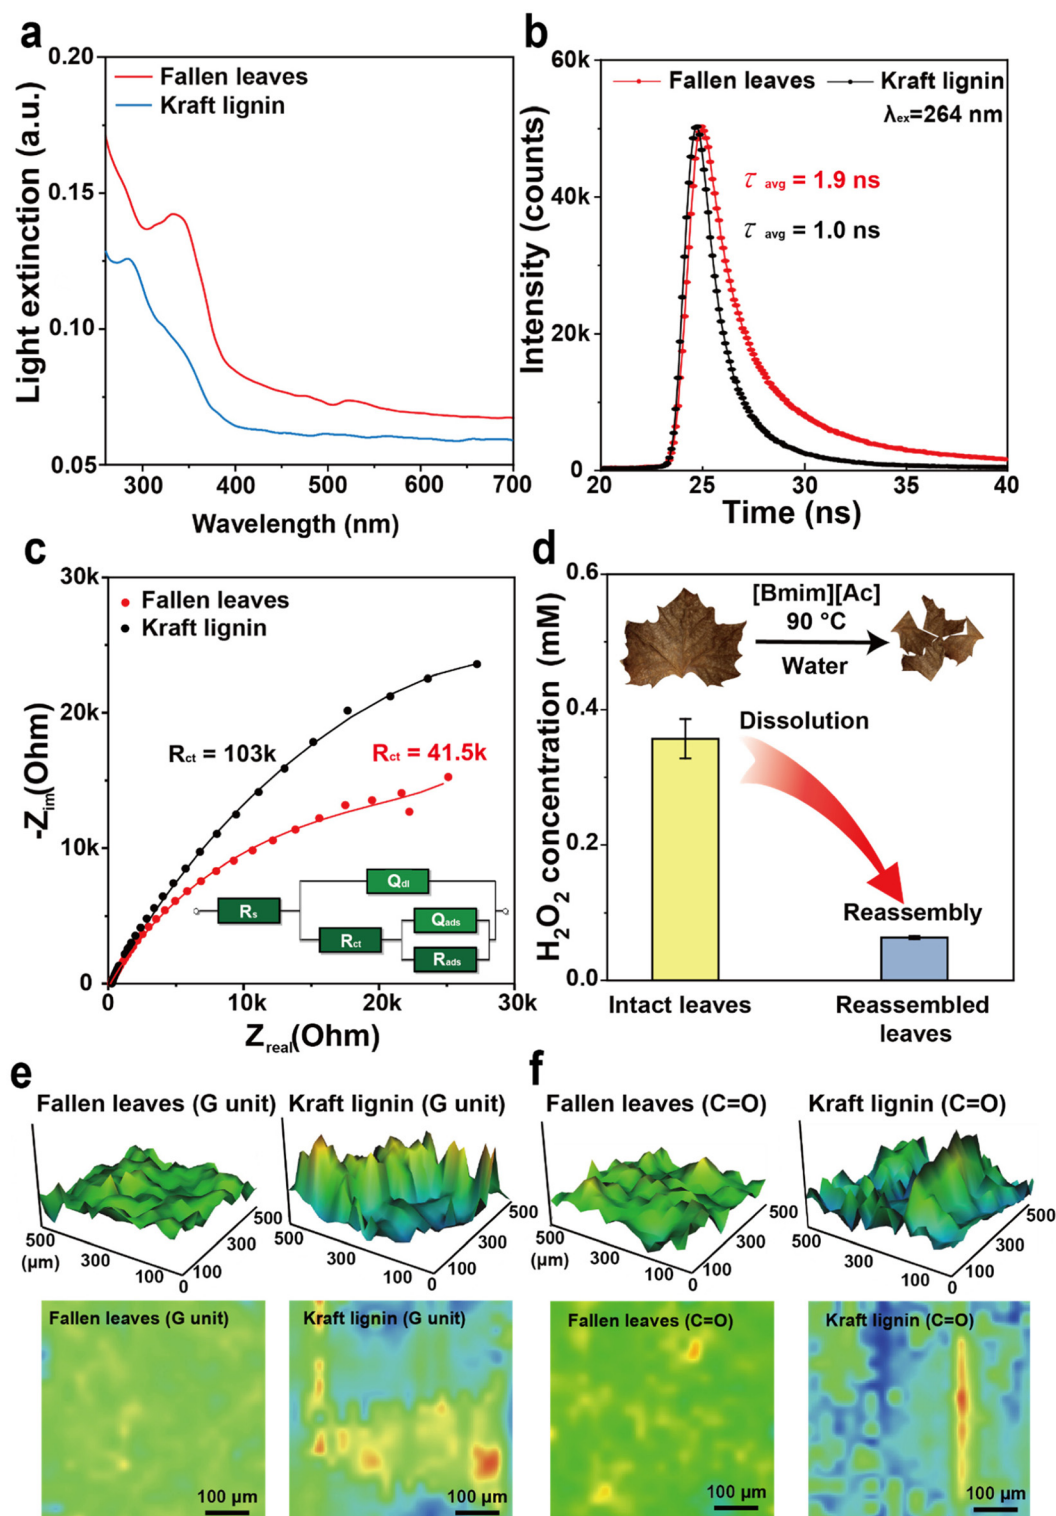 a
0.20
0.15
0.10
0.05
Light extinction (a.u.)
Fallen leaves
Kraft lignin
300
400
500
600
700
Wavelength (nm)
b
60k
40k
20k
0
Intensity (counts)
Fallen leaves
Kraft lignin
λex=264 nm
τ avg = 1.9 ns
τ avg = 1.0 ns
20
25
30
35
40
Time (ns)
c
30k
20k
10k
0
-Zim(Ohm)
Fallen leaves
Kraft lignin
Rct = 103k
Rct = 41.5k
Qdl
Rs
Qads
Rct
Rads
0
10k
20k
30k
Zreal(Ohm)
d
0.6
0.4
0.2
0.0
H2O2 concentration (mM)
[Bmim][Ac]
90 °C
Water
Dissolution
Reassembly
Intact leaves
Reassembled
leaves
e
Fallen leaves (G unit)
Kraft lignin (G unit)
500
(μm)
300
100
0
100
300
500
500
300
100
0
100
300
500
Fallen leaves (G unit)
100 μm
Kraft lignin (G unit)
100 μm
f
Fallen leaves (C=O)
Kraft lignin (C=O)
500
(μm)
300
100
0
100
300
500
500
300
100
0
100
300
500
Fallen leaves (C=O)
100 μm
Kraft lignin (C=O)
100 μm